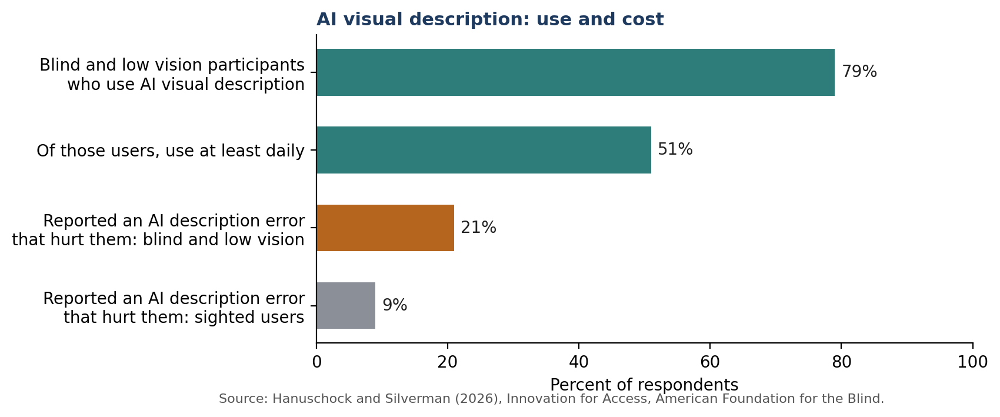 AI visual description: use and cost
Blind and low vision participants
who use AI visual description
79%
Of those users, use at least daily
51%
Reported an AI description error
that hurt them: blind and low vision
21%
Reported an AI description error
that hurt them: sighted users
9%
0 20 40 60 80 100
Percent of respondents
Source: Hanuschock and Silverman (2026), Innovation for Access, American Foundation for the Blind.